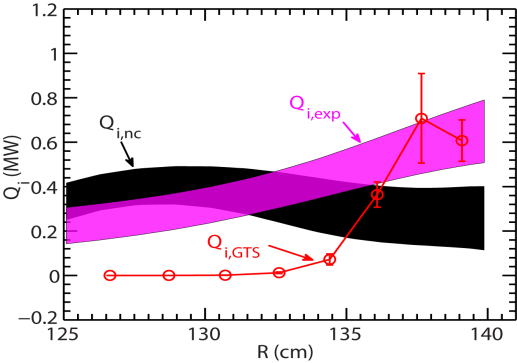 1.2
1
0.8
0.6
0.4
0.2
0
−0.2
Q_i (MW)
Q_i,nc
Q_i,exp
Q_i,GTS
125 130 135 140
R (cm)